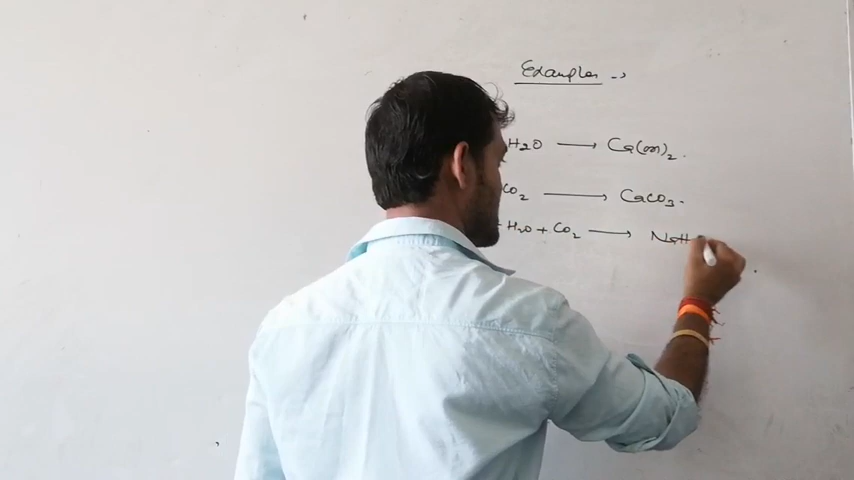 Examples :-
H2O → Ca(OH)2.
CO2 → CaCO3.
+ H2O + CO2 → NaH